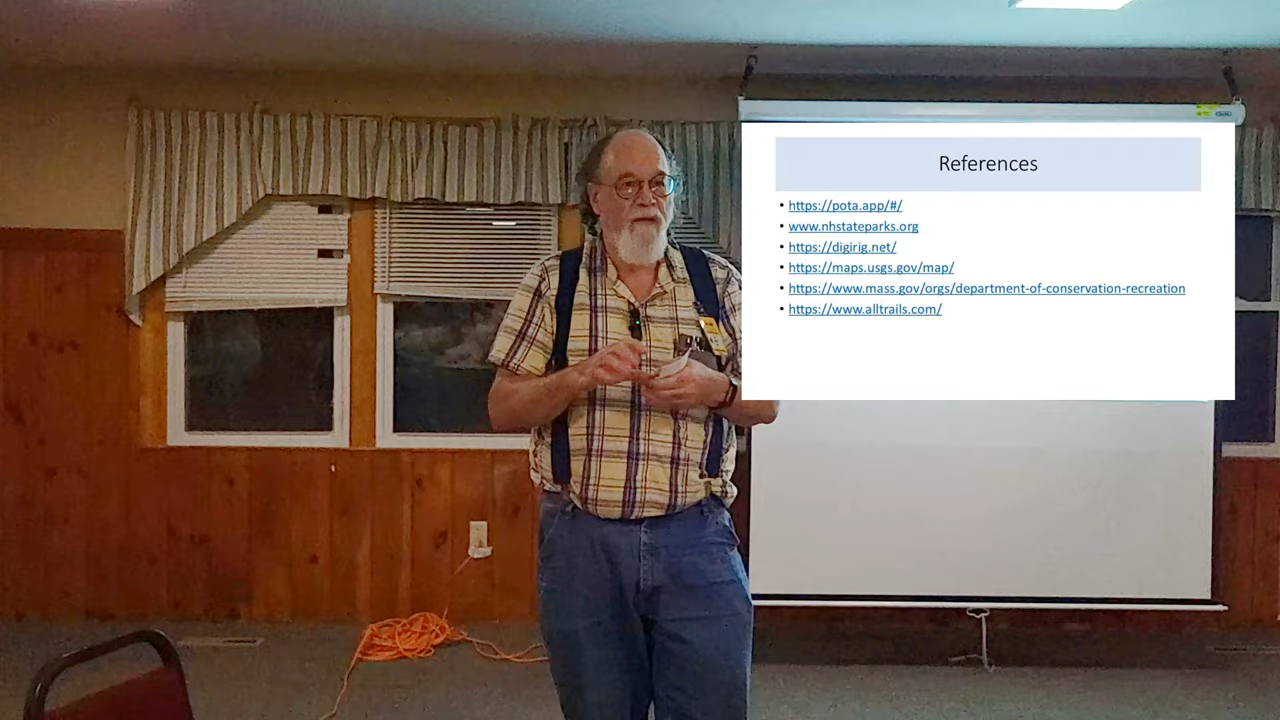 References
• https://pota.app/#/
• www.nhstateparks.org
• https://digirig.net/
• https://maps.usgs.gov/map/
• https://www.mass.gov/orgs/department-of-conservation-recreation
• https://www.alltrails.com/